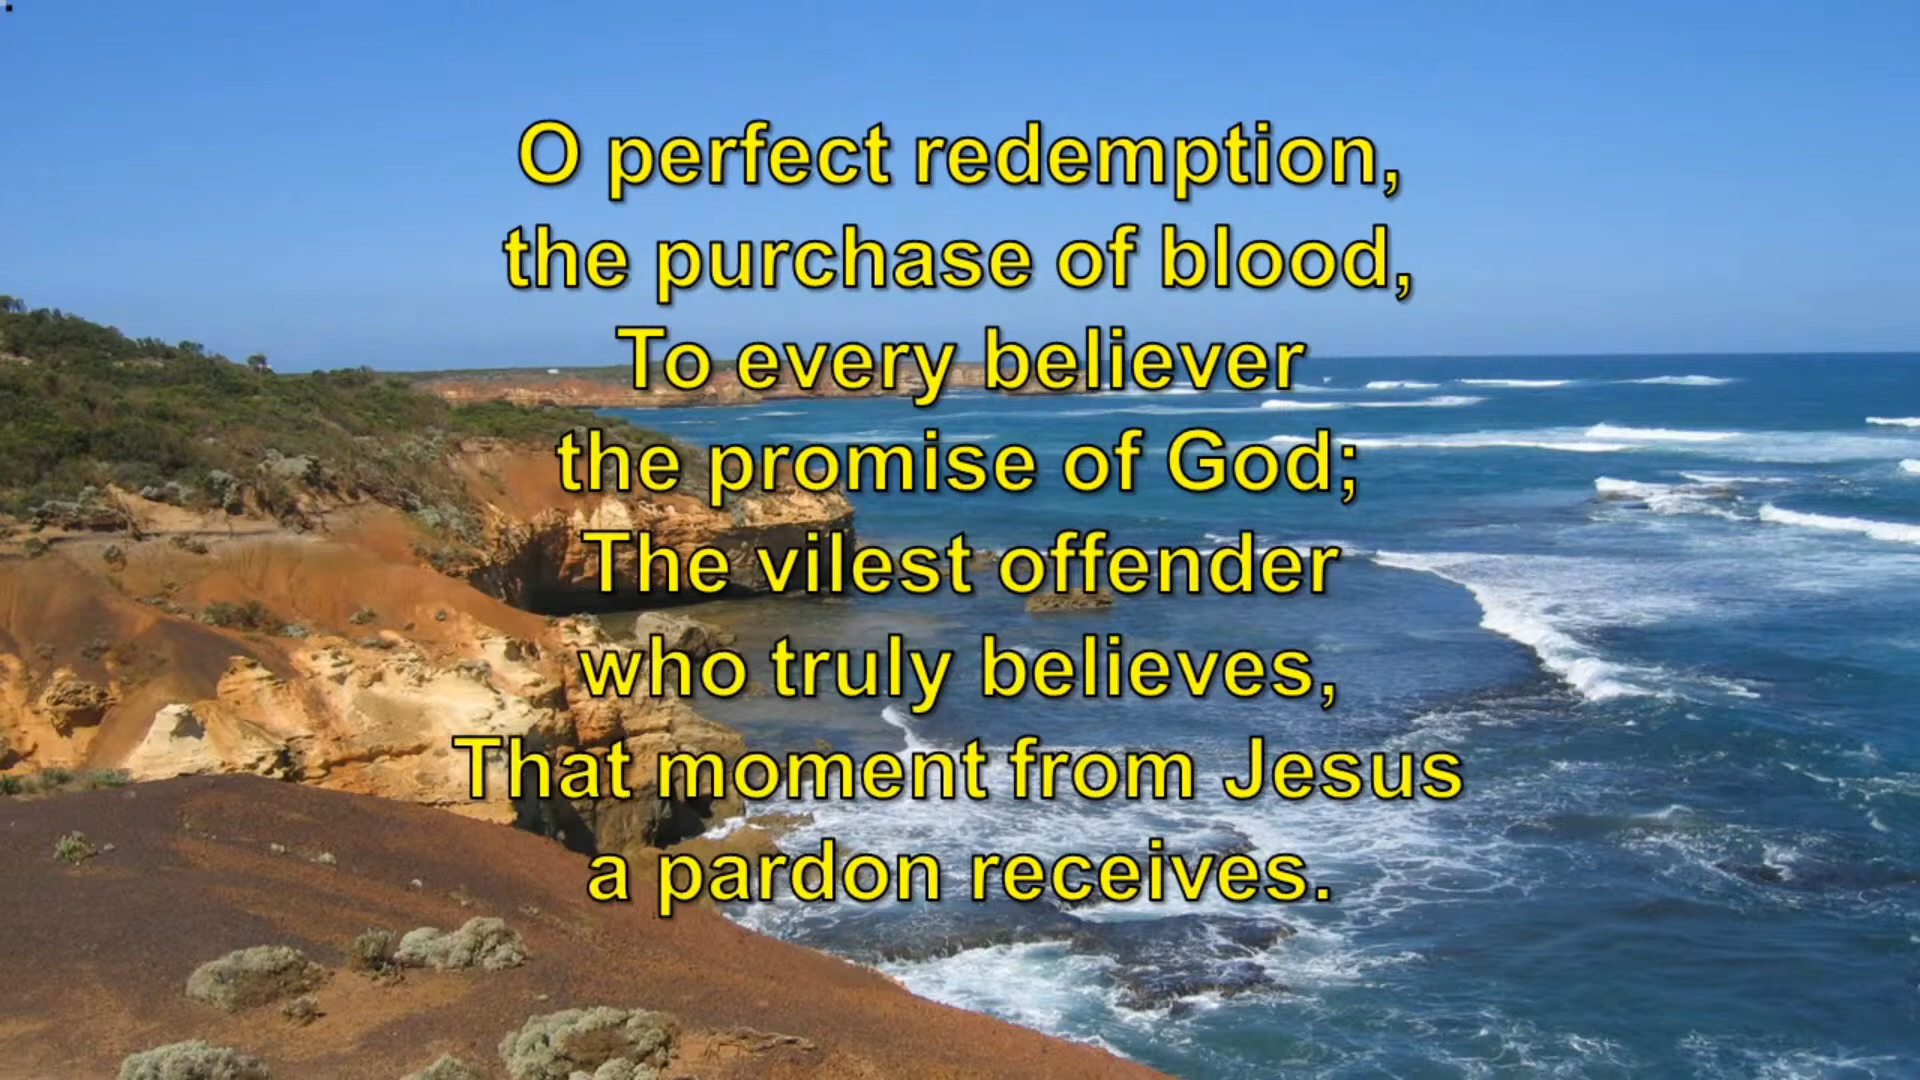 O perfect redemption,
the purchase of blood,
To every believer
the promise of God;
The vilest offender
who truly believes,
That moment from Jesus
a pardon receives.